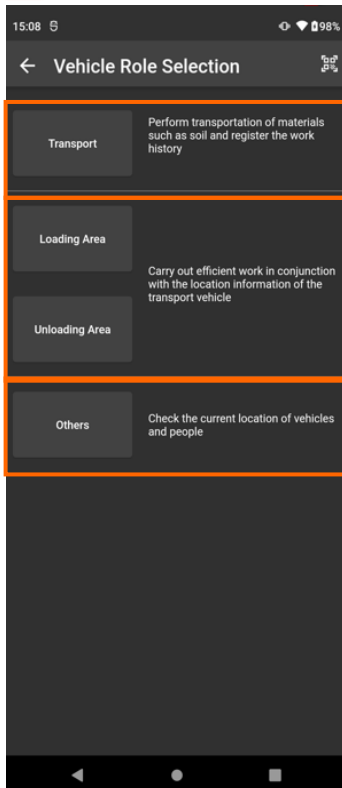 15:08 98%
Vehicle Role Selection
Transport
Perform transportation of materials
such as soil and register the work
history
Loading Area
Unloading Area
Carry out efficient work in conjunction
with the location information of the
transport vehicle
Others
Check the current location of vehicles
and people